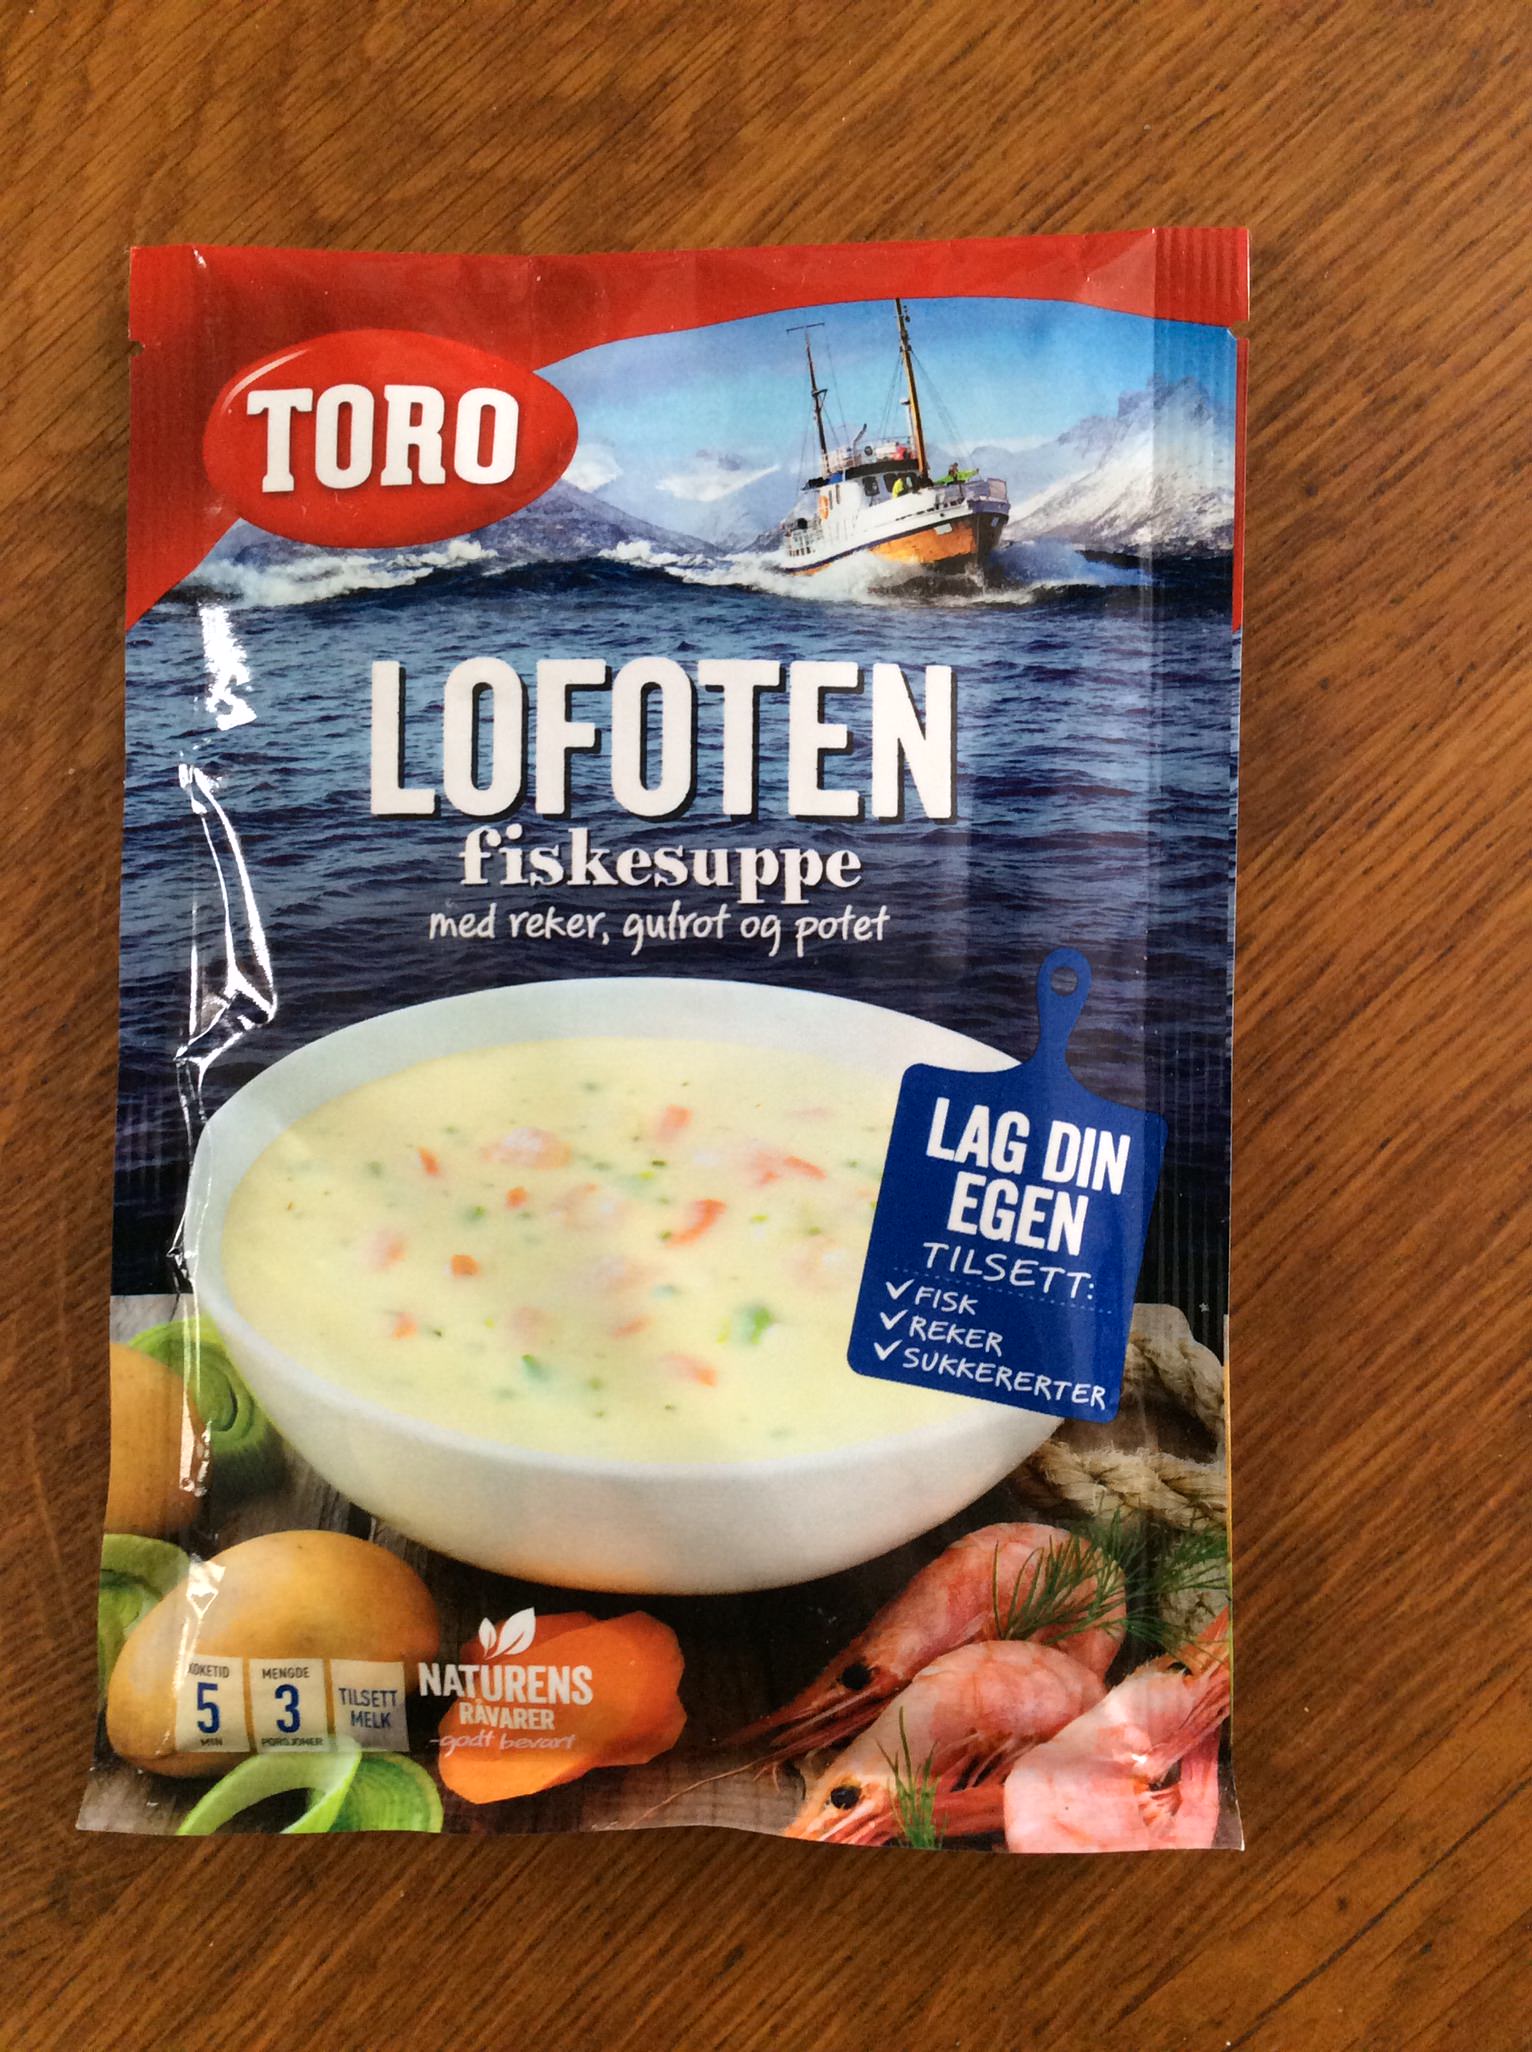 TORO
LOFOTEN
fiskesuppe
med reker, gulrot og potet
LAG DIN
EGEN
TILSETT:
✓ FISK
✓ REKER
✓ SUKKERERTER
KOKETID
5
MIN
MENGDE
3
PORSJONER
TILSETT
MELK
NATURENS
RÅVARER
-godt bevart